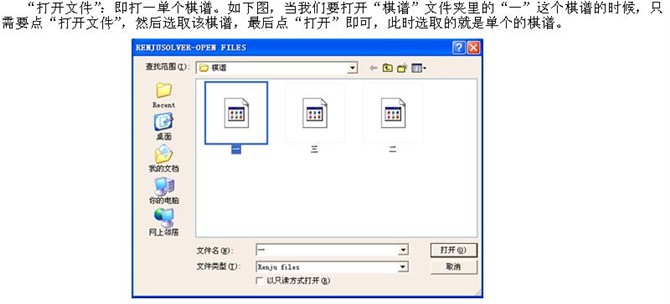 “打开文件”：即打一单个棋谱。如下图，当我们要打开“棋谱”文件夹里的“一”这个棋谱的时候，只
需要点“打开文件”，然后选取该棋谱，最后点“打开”即可，此时选取的就是单个的棋谱。
RENJUSOLVER-OPEN FILES
查找范围(I): 棋谱
Recent
桌面
我的文档
你的电脑
网上邻居
一 三 二
文件名(N): 一 打开(O)
文件类型(T): Renju files 取消
以只读方式打开(R)